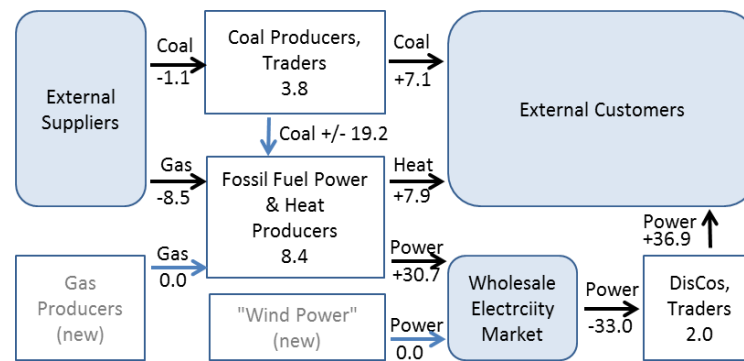 External
Suppliers
Coal
-1.1
Coal Producers,
Traders
3.8
Coal
+7.1
External Customers
Coal +/- 19.2
Gas
-8.5
Fossil Fuel Power
& Heat
Producers
8.4
Heat
+7.9
Power
+36.9
Gas
Producers
(new)
Gas
0.0
Power
+30.7
"Wind Power"
(new)
Power
0.0
Wholesale
Electrciity
Market
Power
-33.0
DisCos,
Traders
2.0